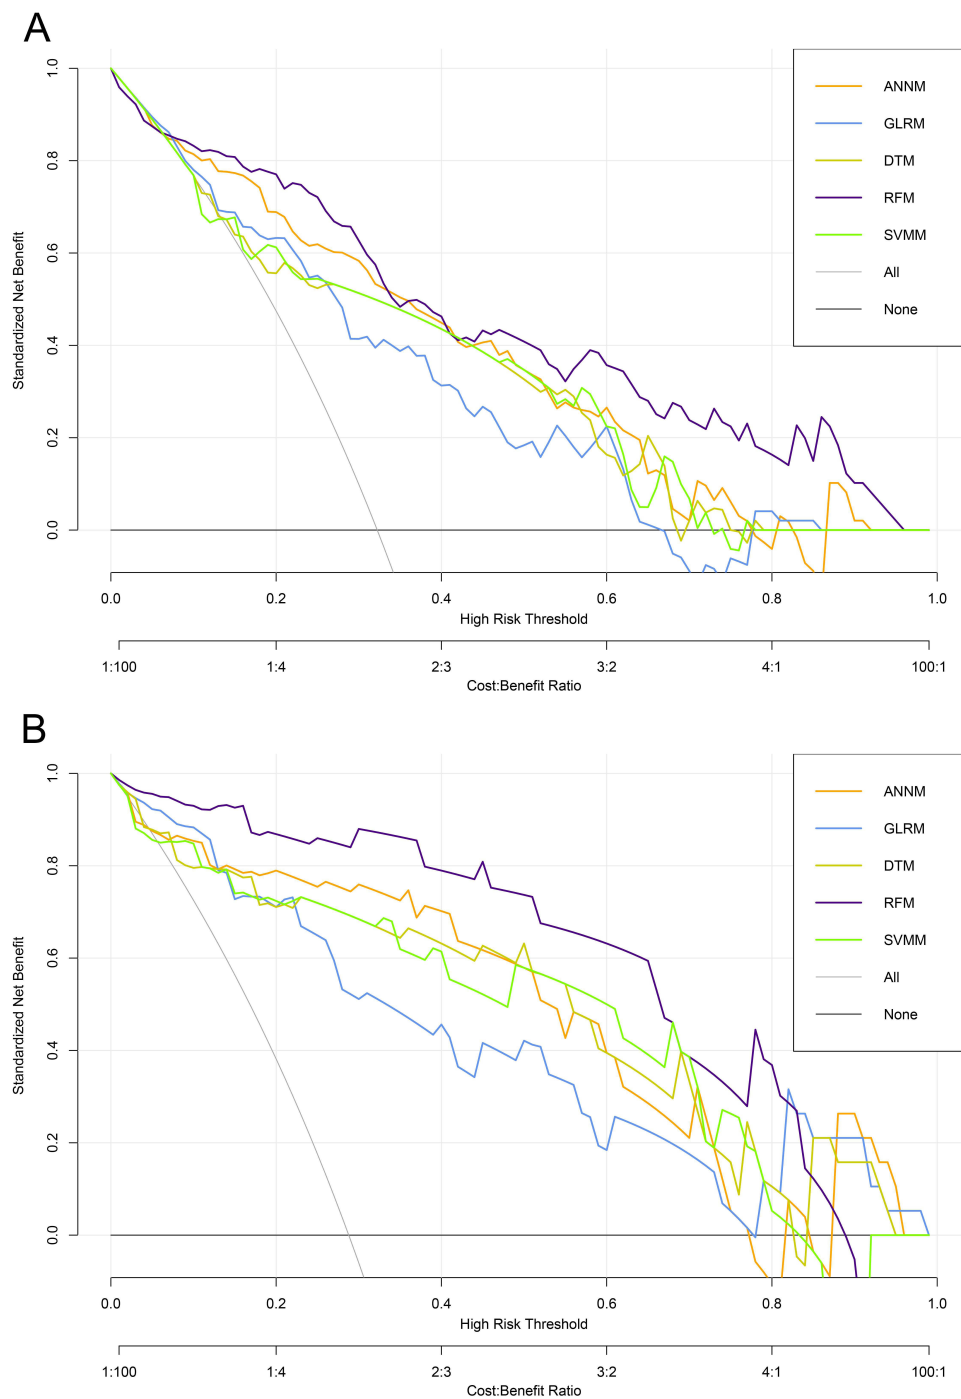 A
Standardized Net Benefit
1.0
0.8
0.6
0.4
0.2
0.0
ANNM
GLRM
DTM
RFM
SVMM
All
None
0.0 0.2 0.4 0.6 0.8 1.0
High Risk Threshold
1:100 1:4 2:3 3:2 4:1 100:1
Cost:Benefit Ratio
B
Standardized Net Benefit
1.0
0.8
0.6
0.4
0.2
0.0
ANNM
GLRM
DTM
RFM
SVMM
All
None
0.0 0.2 0.4 0.6 0.8 1.0
High Risk Threshold
1:100 1:4 2:3 3:2 4:1 100:1
Cost:Benefit Ratio